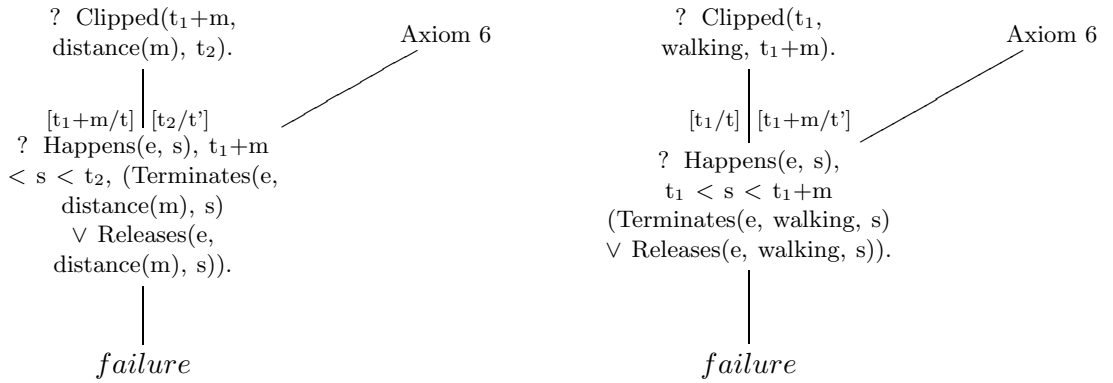 ? Clipped(t₁+m,
distance(m), t₂).
Axiom 6
[t₁+m/t] [t₂/t']
? Happens(e, s), t₁+m
< s < t₂, (Terminates(e,
distance(m), s)
∨ Releases(e,
distance(m), s)).
failure
? Clipped(t₁,
walking, t₁+m).
Axiom 6
[t₁/t] [t₁+m/t']
? Happens(e, s),
t₁ < s < t₁+m
(Terminates(e, walking, s)
∨ Releases(e, walking, s)).
failure